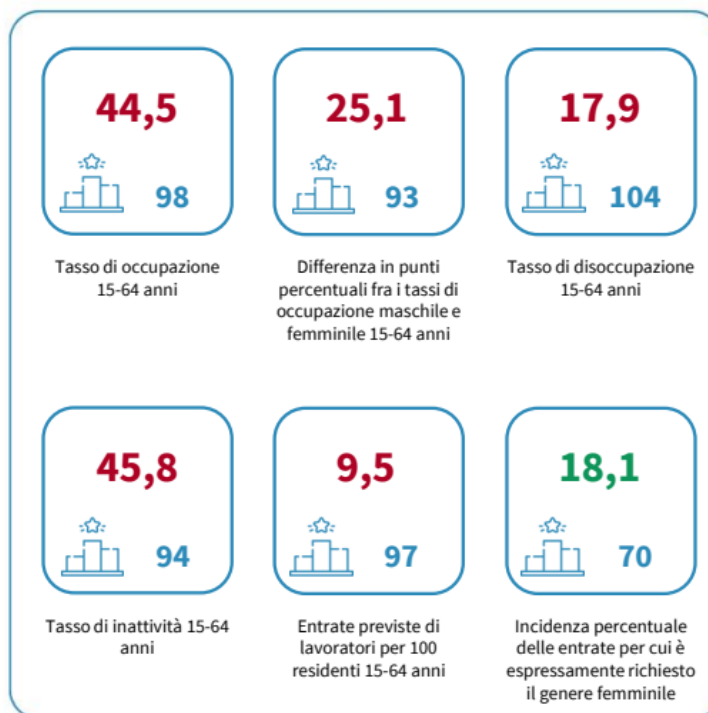 44,5
98
Tasso di occupazione
15-64 anni
25,1
93
Differenza in punti
percentuali fra i tassi di
occupazione maschile e
femminile 15-64 anni
17,9
104
Tasso di disoccupazione
15-64 anni
45,8
94
Tasso di inattività 15-64
anni
9,5
97
Entrate previste di
lavoratori per 100
residenti 15-64 anni
18,1
70
Incidenza percentuale
delle entrate per cui è
espressamente richiesto
il genere femminile